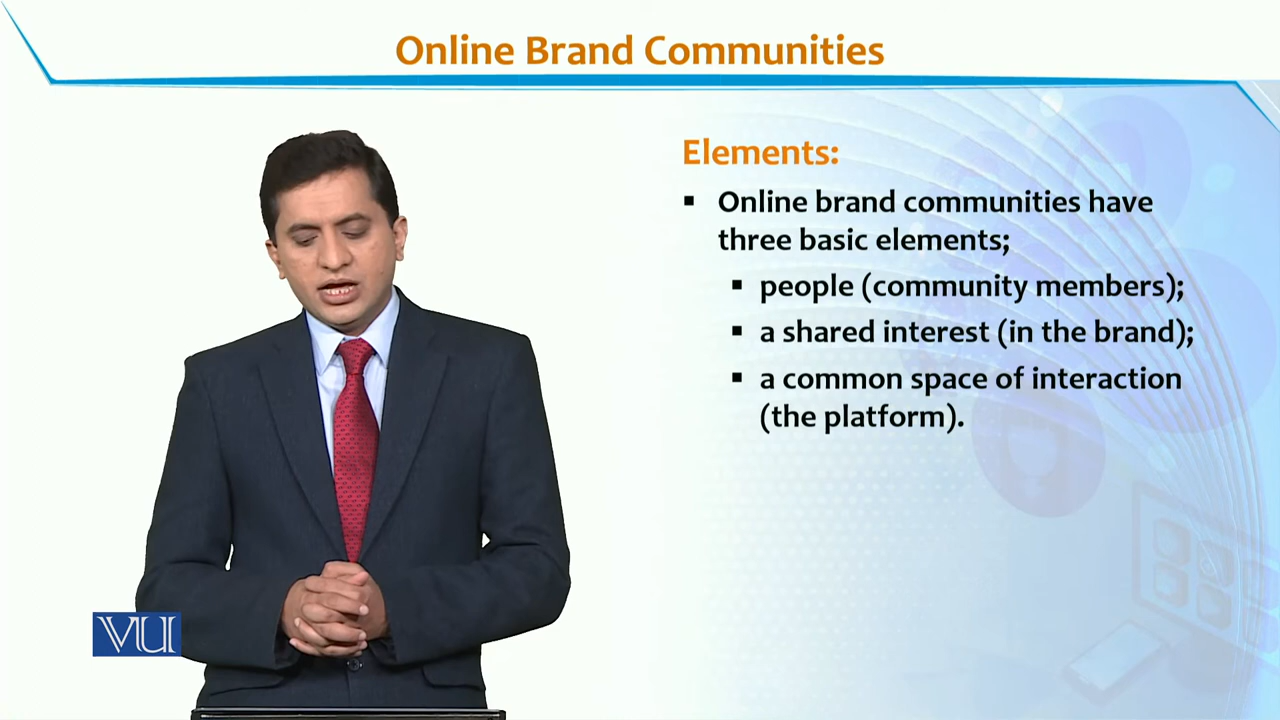 Online Brand Communities
Elements:
▪ Online brand communities have
three basic elements;
▪ people (community members);
▪ a shared interest (in the brand);
▪ a common space of interaction
(the platform).
VU